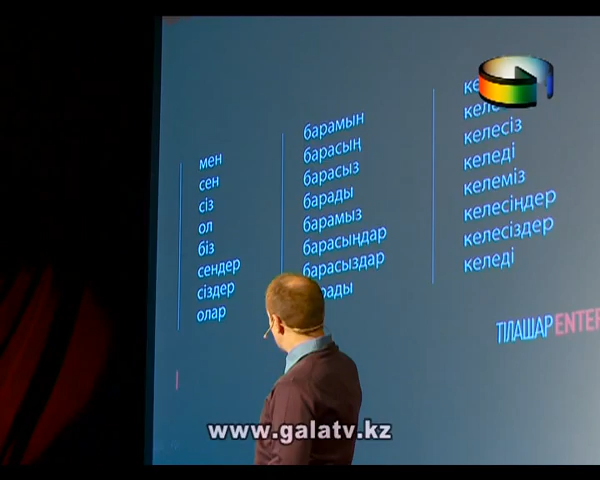 мен
сен
сіз
ол
біз
сендер
сіздер
олар
барамын
барасың
барасыз
барады
барамыз
барасыңдар
барасыздар
келесіз
келеді
келеміз
келесіңдер
келесіздер
келеді
ТІЛАШАР
www.galatv.kz